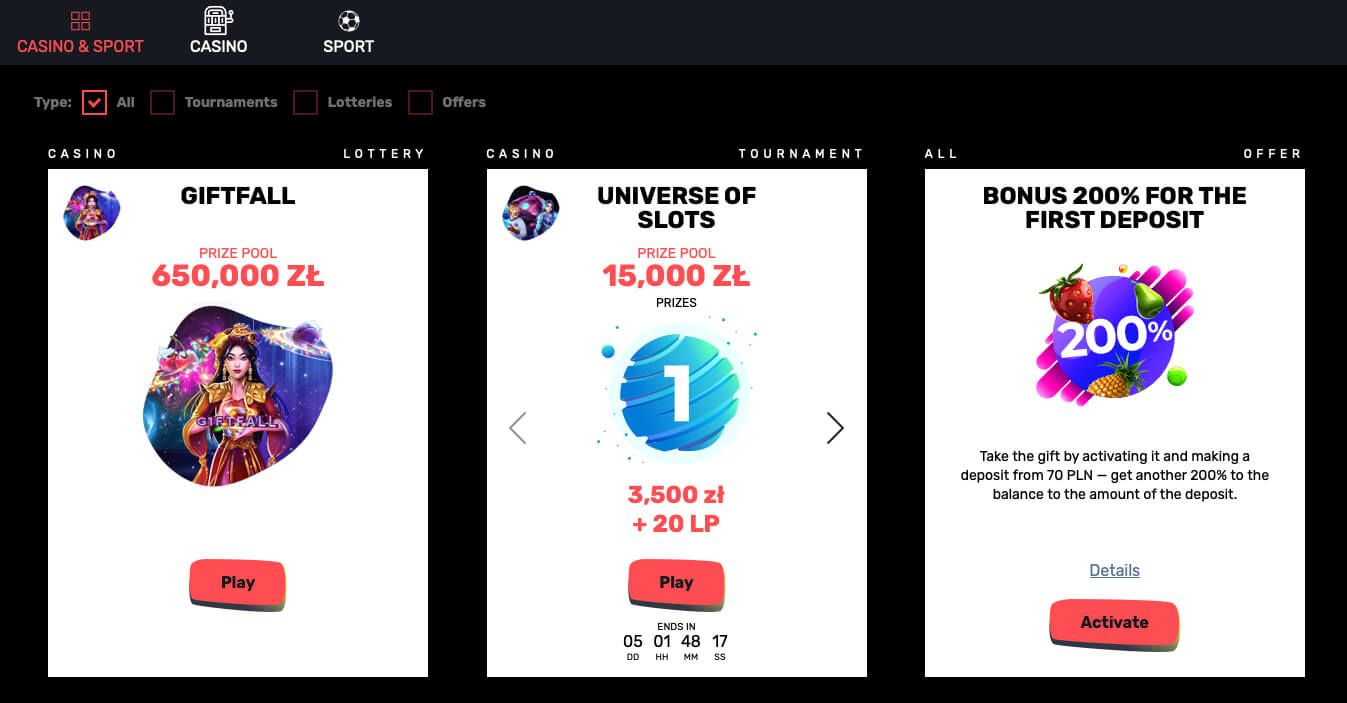 CASINO & SPORT
CASINO
SPORT
Type:
All
Tournaments
Lotteries
Offers
CASINO
LOTTERY
GIFTFALL
PRIZE POOL
650,000 ZŁ
GIFTFALL
Play
CASINO
TOURNAMENT
UNIVERSE OF
SLOTS
PRIZE POOL
15,000 ZŁ
PRIZES
1
3,500 zł
+ 20 LP
Play
ENDS IN
05 01 48 17
DD HH MM SS
ALL
OFFER
BONUS 200% FOR THE
FIRST DEPOSIT
200%
Take the gift by activating it and making a
deposit from 70 PLN — get another 200% to the
balance to the amount of the deposit.
Details
Activate